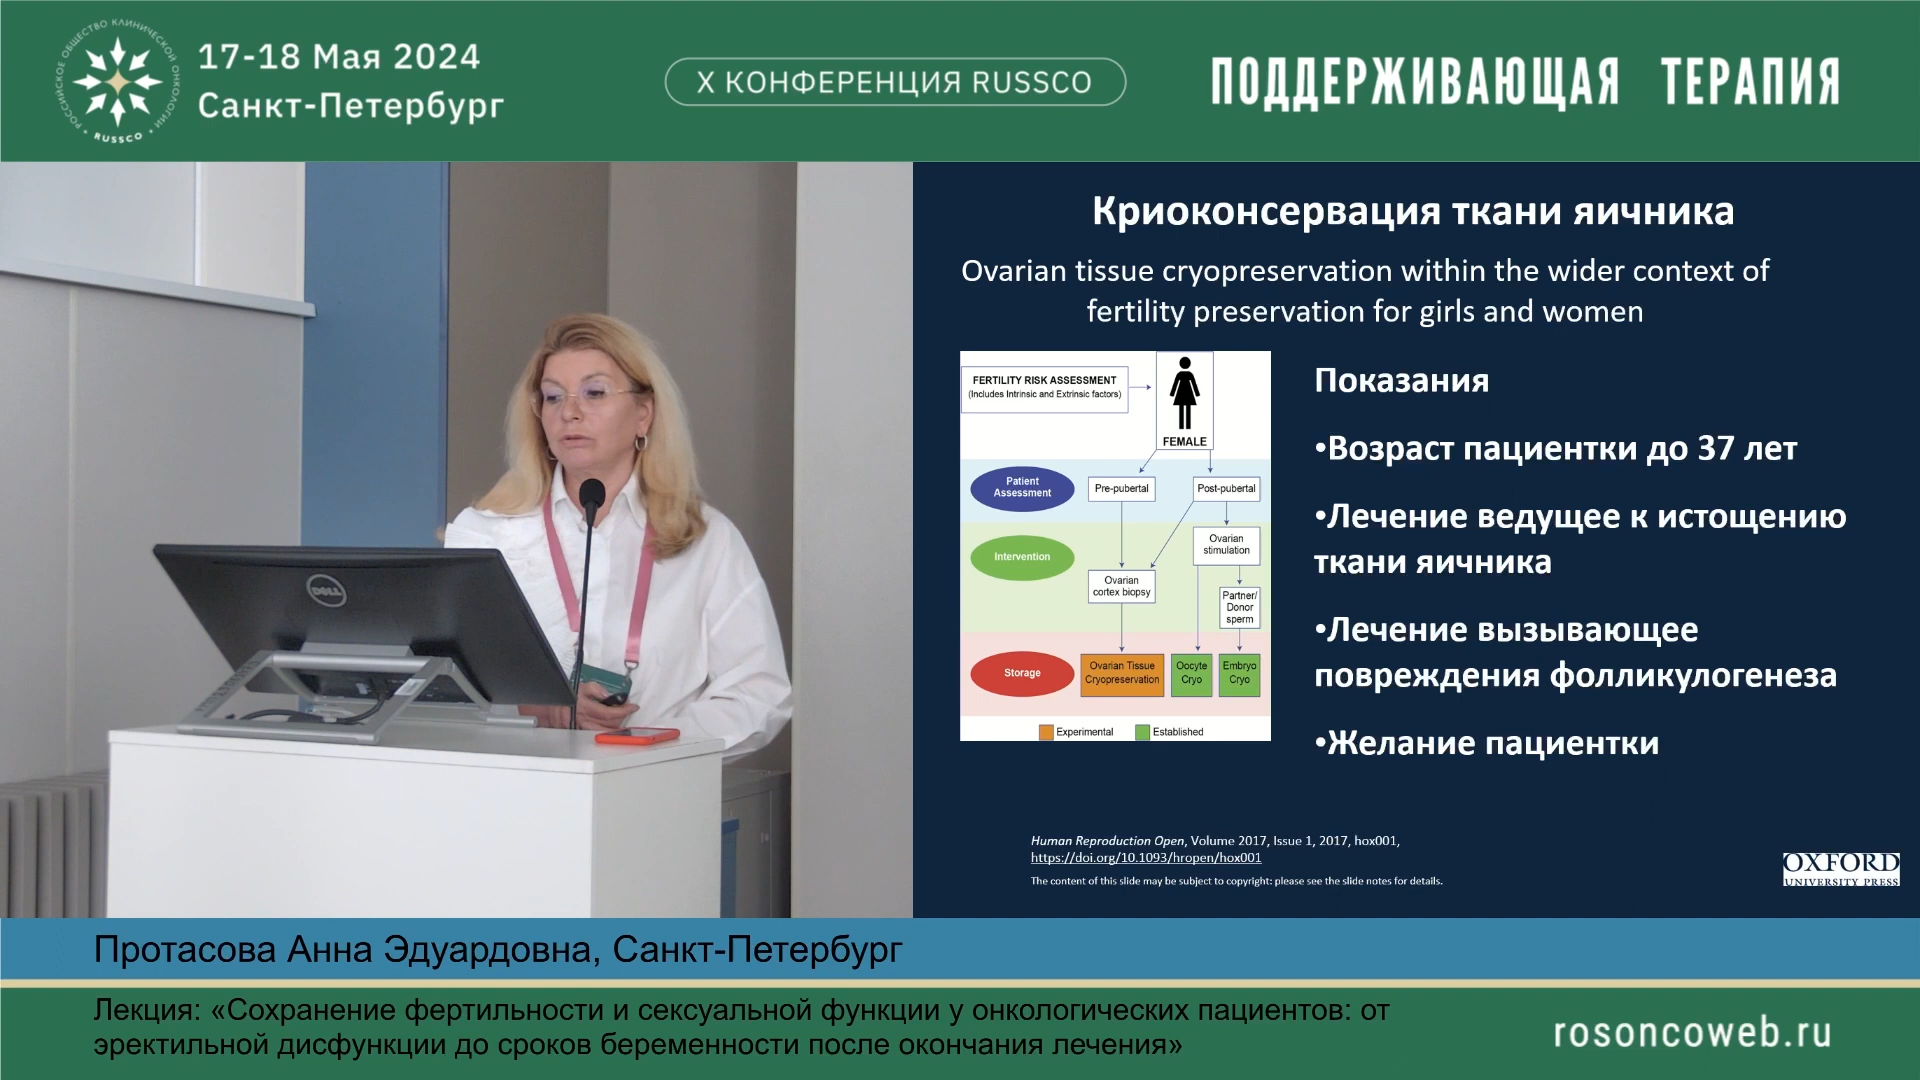 РОССИЙСКОЕ ОБЩЕСТВО КЛИНИЧЕСКОЙ ОНКОЛОГИИ
RUSSCO
17-18 Мая 2024
Санкт-Петербург
X КОНФЕРЕНЦИЯ RUSSCO
ПОДДЕРЖИВАЮЩАЯ ТЕРАПИЯ
DELL
Криоконсервация ткани яичника
Ovarian tissue cryopreservation within the wider context of
fertility preservation for girls and women
FERTILITY RISK ASSESSMENT
(Includes Intrinsic and Extrinsic factors)
FEMALE
Patient
Assessment
Pre-pubertal
Post-pubertal
Intervention
Ovarian
stimulation
Ovarian
cortex biopsy
Partner/
Donor
sperm
Storage
Ovarian Tissue
Cryopreservation
Oocyte
Cryo
Embryo
Cryo
Experimental
Established
Показания
•Возраст пациентки до 37 лет
•Лечение ведущее к истощению
ткани яичника
•Лечение вызывающее
повреждения фолликулогенеза
•Желание пациентки
Human Reproduction Open, Volume 2017, Issue 1, 2017, hox001,
https://doi.org/10.1093/hropen/hox001
The content of this slide may be subject to copyright: please see the slide notes for details.
OXFORD
UNIVERSITY PRESS
Протасова Анна Эдуардовна, Санкт-Петербург
Лекция: «Сохранение фертильности и сексуальной функции у онкологических пациентов: от
эректильной дисфункции до сроков беременности после окончания лечения»
rosoncoweb.ru